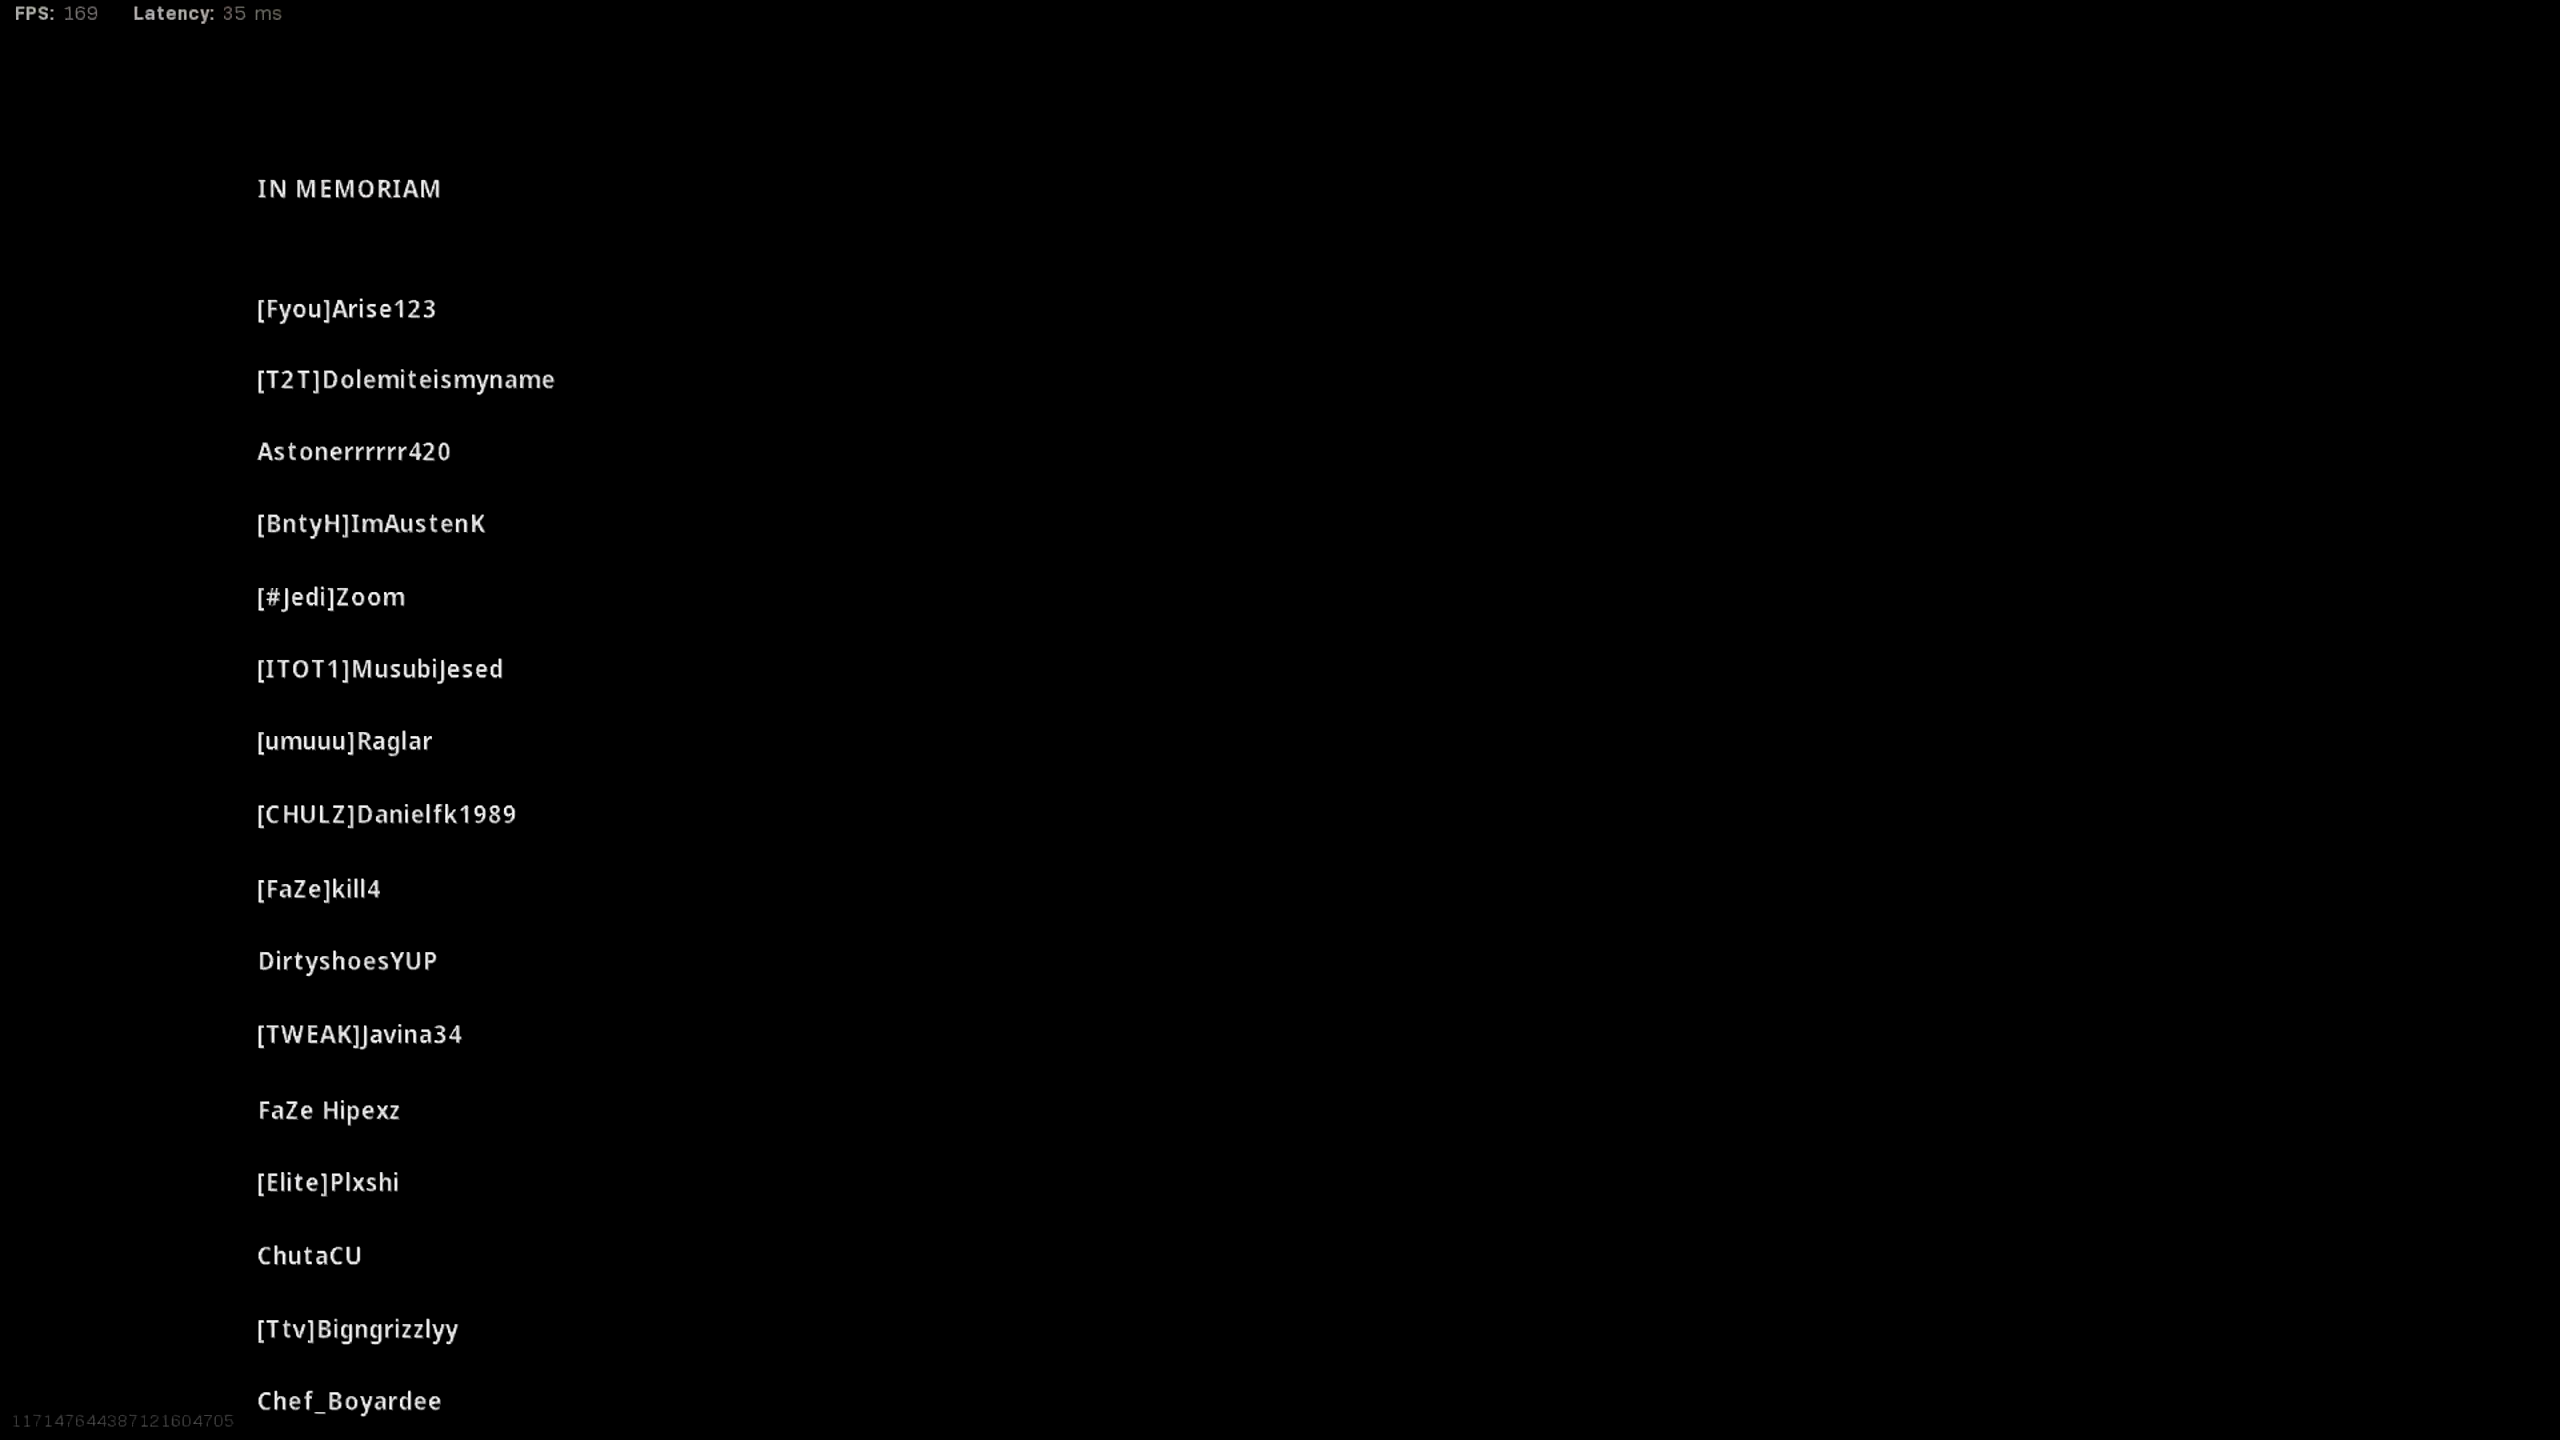 FPS: 169 Latency: 35 ms
IN MEMORIAM
[Fyou]Arise123
[T2T]Dolemiteismyname
Astonerrrrrr420
[BntyH]ImAustenK
[#Jedi]Zoom
[ITOT1]MusubiJesed
[umuuu]Raglar
[CHULZ]Danielfk1989
[FaZe]kill4
DirtyshoesYUP
[TWEAK]Javina34
FaZe Hipexz
[Elite]Plxshi
ChutaCU
[Ttv]Bigngrizzlyy
Chef_Boyardee
117147644387121604705